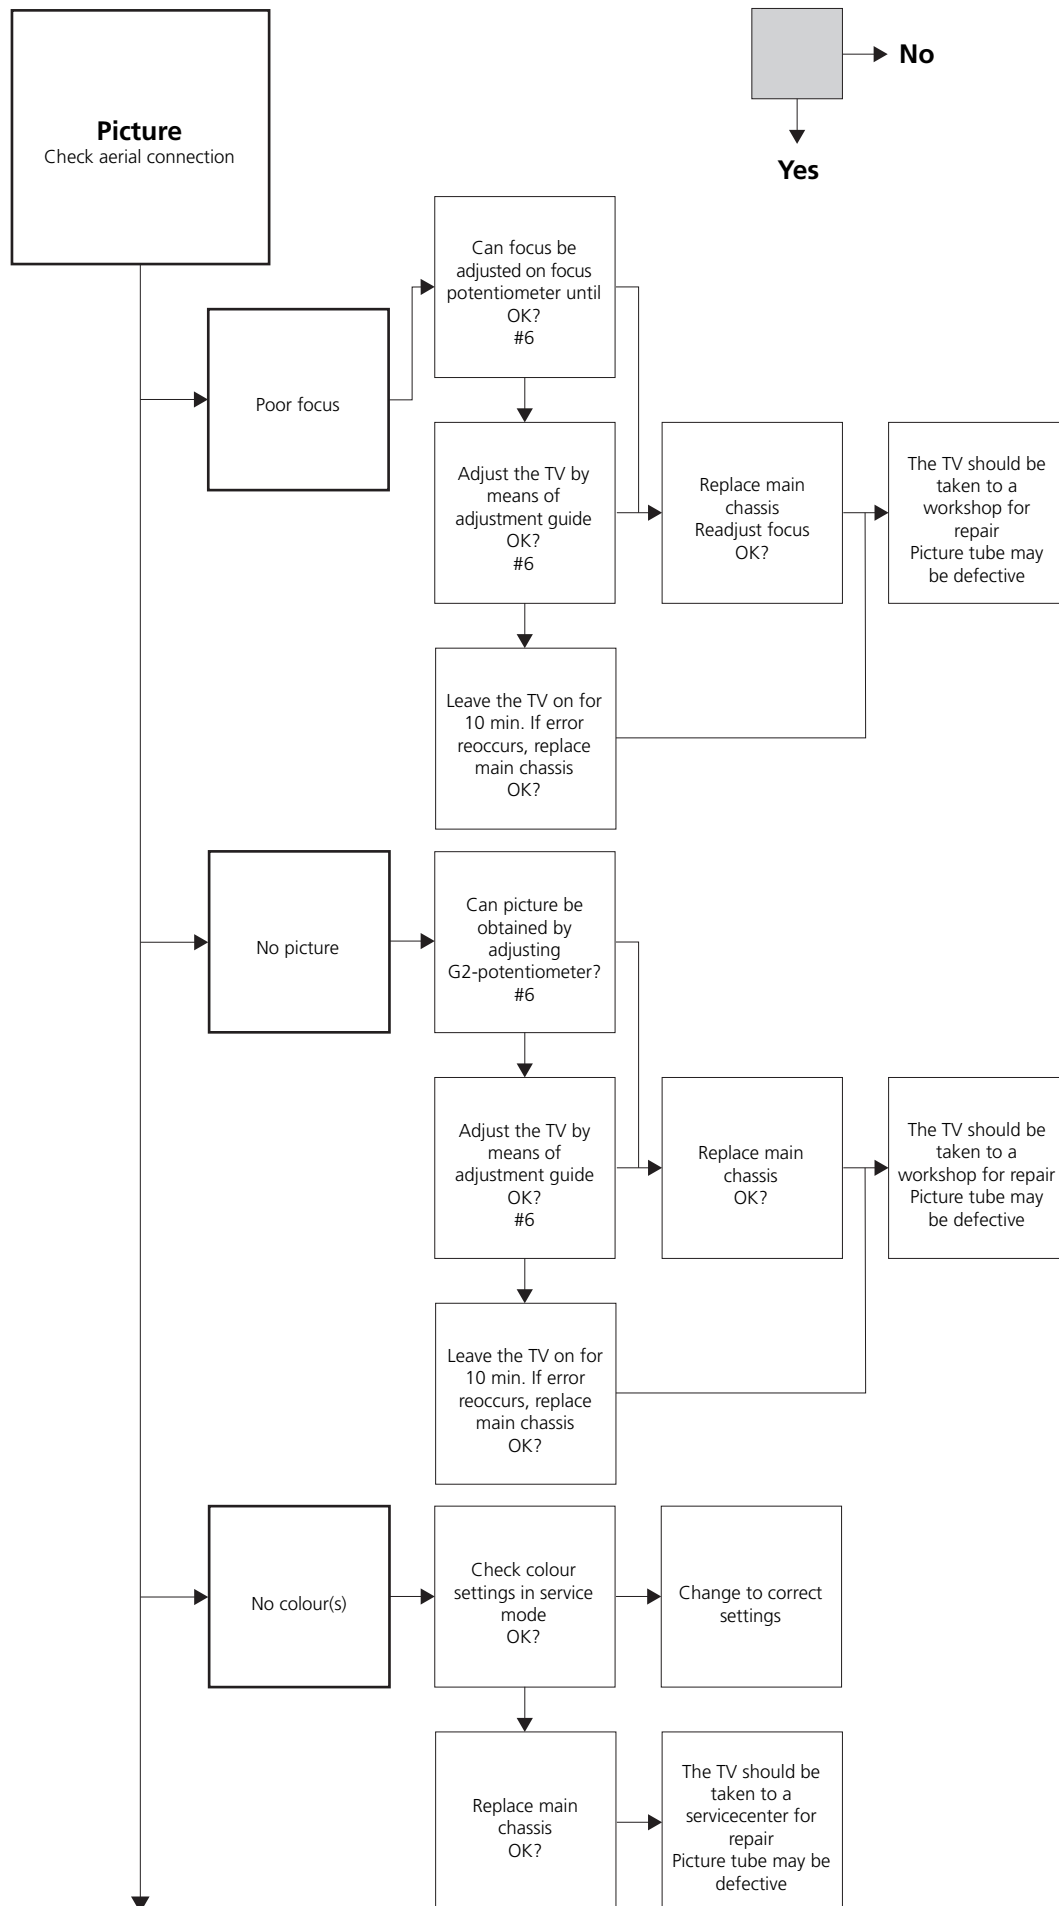 Picture
Check aerial connection
No
Yes
Can focus be
adjusted on focus
potentiometer until
OK?
#6
Poor focus
Adjust the TV by
means of
adjustment guide
OK?
#6
Replace main
chassis
Readjust focus
OK?
The TV should be
taken to a
workshop for
repair
Picture tube may
be defective
Leave the TV on for
10 min. If error
reoccurs, replace
main chassis
OK?
No picture
Can picture be
obtained by
adjusting
G2-potentiometer?
#6
Adjust the TV by
means of
adjustment guide
OK?
#6
Replace main
chassis
OK?
The TV should be
taken to a
workshop for repair
Picture tube may
be defective
Leave the TV on for
10 min. If error
reoccurs, replace
main chassis
OK?
No colour(s)
Check colour
settings in service
mode
OK?
Change to correct
settings
Replace main
chassis
OK?
The TV should be
taken to a
servicecenter for
repair
Picture tube may be
defective